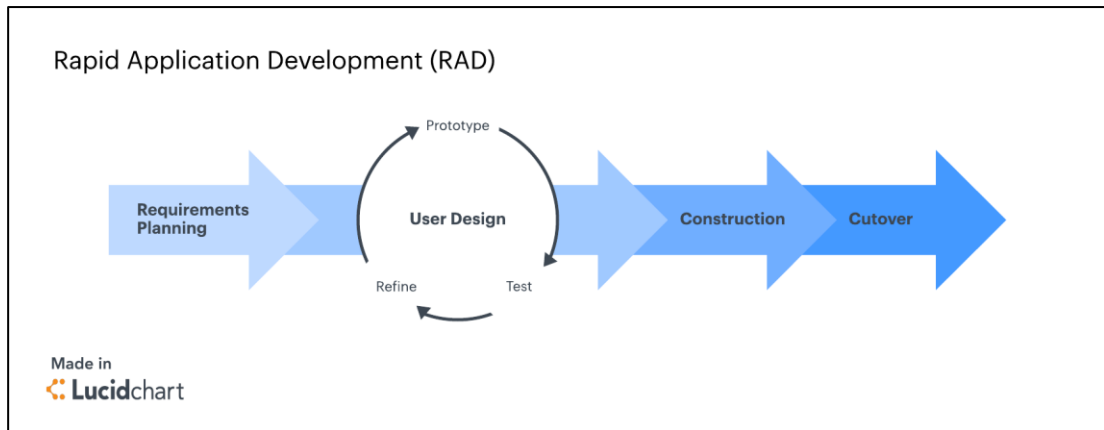 Rapid Application Development (RAD)
Prototype
Requirements
Planning
User Design
Construction
Cutover
Refine
Test
Made in
Lucidchart